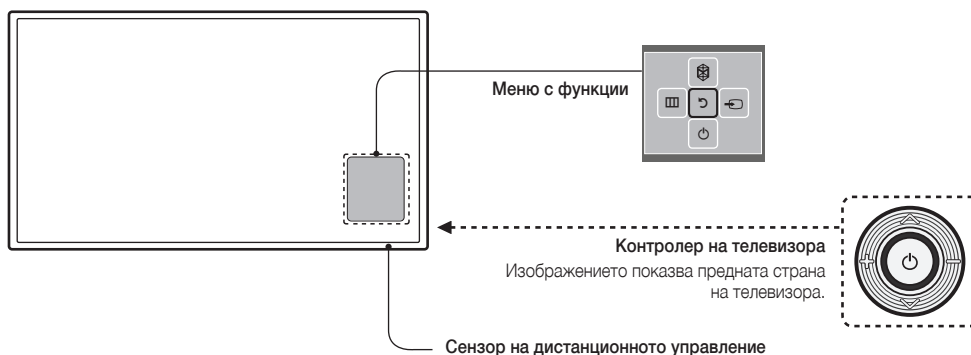 Меню с функции
Контролер на телевизора
Изображението показва предната страна
на телевизора.
Сензор на дистанционното управление